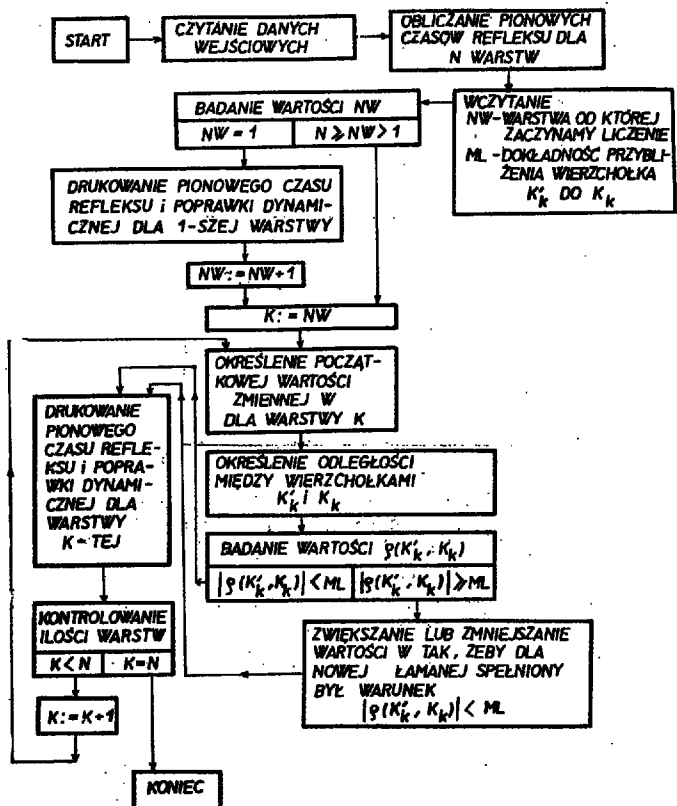 START
CZYTANIE DANYCH
WEJŚCIOWYCH
OBLICZANIE PIONOWYCH
CZASÓW REFLEKSU DLA
N WARSTW
WCZYTANIE
NW-WARSTWA OD KTÓREJ
ZACZYNAMY LICZENIE
ML - DOKŁADNOŚĆ PRZYBLI-
ŻENIA WIERZCHOŁKA
K'k DO Kk
BADANIE WARTOŚCI NW
NW = 1
N ⩾ NW > 1
DRUKOWANIE PIONOWEGO CZASU
REFLEKSU i POPRAWKI DYNAMI-
CZNEJ DLA 1-SZEJ WARSTWY
NW := NW+1
K := NW
OKREŚLENIE POCZĄT-
KOWEJ WARTOŚCI
ZMIENNEJ W
DLA WARSTWY K
OKREŚLENIE ODLEGŁOŚCI
MIĘDZY WIERZCHOŁKAMI
K'k i Kk
BADANIE WARTOŚCI ρ(K'k, Kk)
|ρ(K'k, Kk)| < ML
|ρ(K'k, Kk)| ⩾ ML
ZWIĘKSZANIE LUB ZMNIEJSZANIE
WARTOŚCI W TAK, ŻEBY DLA
NOWEJ ŁAMANEJ SPEŁNIONY
BYŁ WARUNEK
|ρ(K'k, Kk)| < ML
DRUKOWANIE
PIONOWEGO
CZASU REFLE-
KSU i POPRA-
WKI DYNAMI-
CZNEJ DLA
WARSTWY
K - TEJ
KONTROLOWANIE
ILOŚCI WARSTW
K < N
K = N
K := K+1
KONIEC